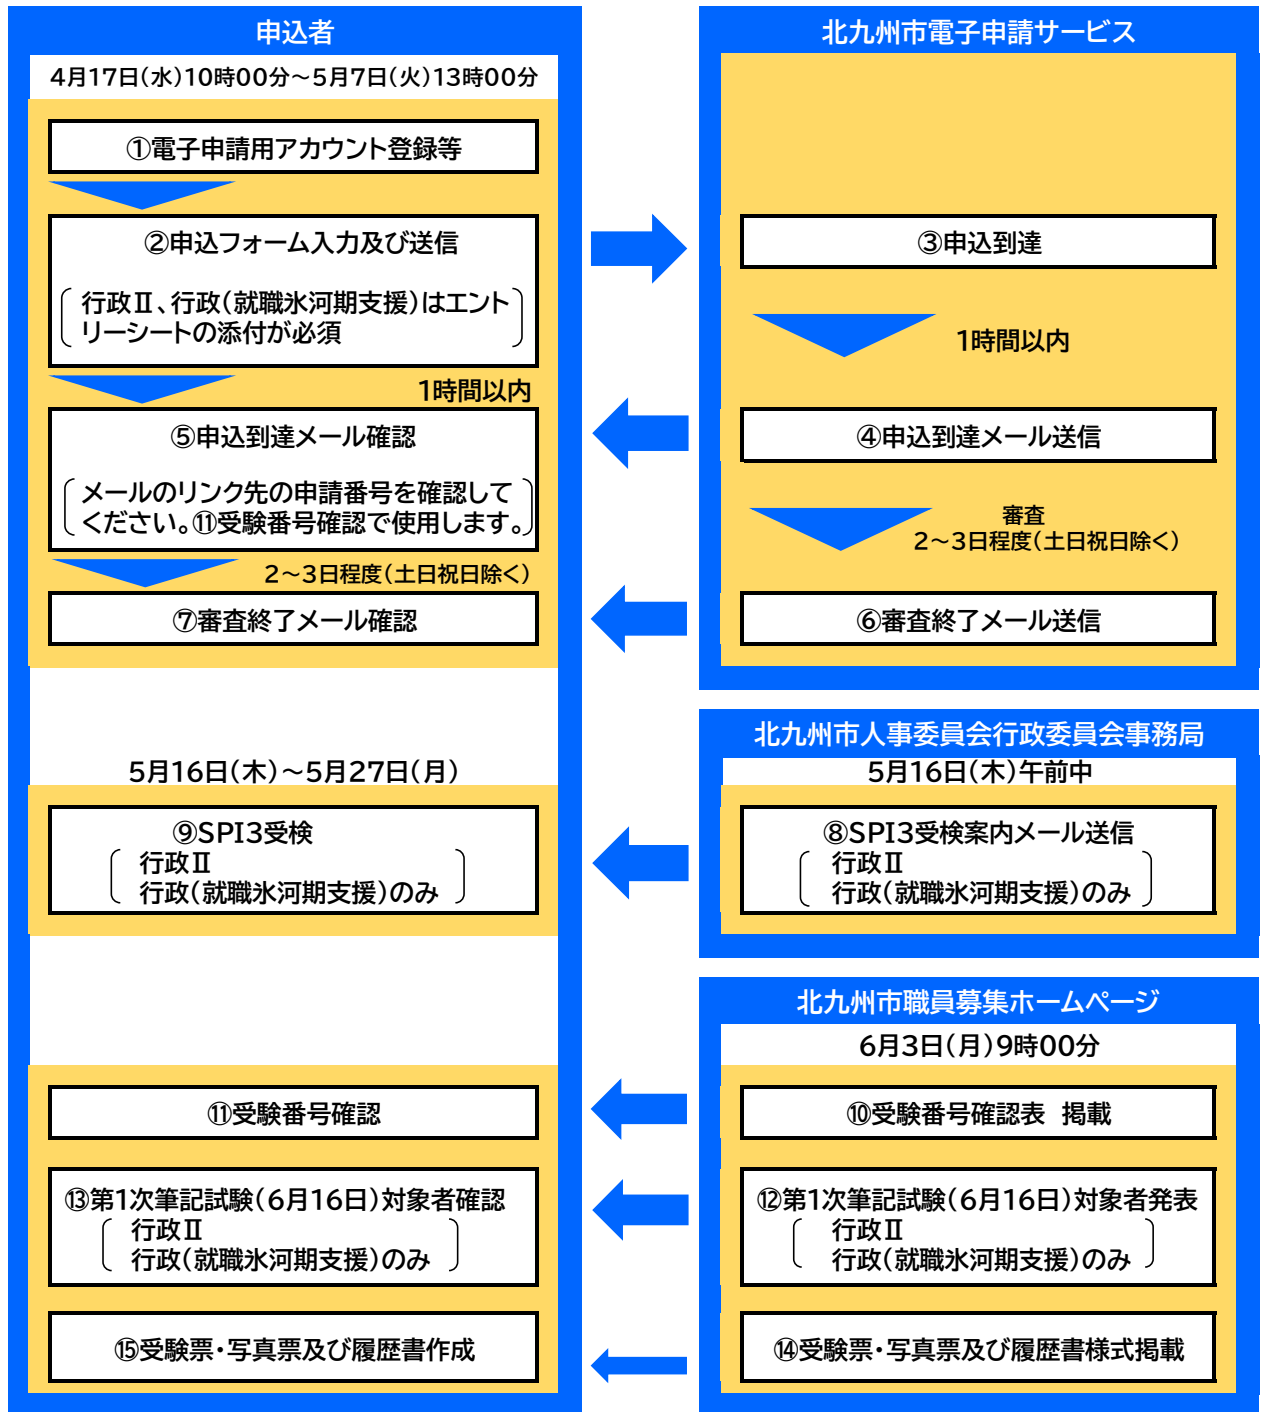 申込者
4月17日(水)10時00分～5月7日(火)13時00分
①電子申請用アカウント登録等
②申込フォーム入力及び送信
行政Ⅱ、行政(就職氷河期支援)はエント
リーシートの添付が必須
1時間以内
⑤申込到達メール確認
メールのリンク先の申請番号を確認して
ください。⑪受験番号確認で使用します。
2～3日程度(土日祝日除く)
⑦審査終了メール確認
5月16日(木)～5月27日(月)
⑨SPI3受検
行政Ⅱ
行政(就職氷河期支援)のみ
⑪受験番号確認
⑬第1次筆記試験(6月16日)対象者確認
行政Ⅱ
行政(就職氷河期支援)のみ
⑮受験票・写真票及び履歴書作成
北九州市電子申請サービス
③申込到達
1時間以内
④申込到達メール送信
審査
2～3日程度(土日祝日除く)
⑥審査終了メール送信
北九州市人事委員会行政委員会事務局
5月16日(木)午前中
⑧SPI3受検案内メール送信
行政Ⅱ
行政(就職氷河期支援)のみ
北九州市職員募集ホームページ
6月3日(月)9時00分
⑩受験番号確認表 掲載
⑫第1次筆記試験(6月16日)対象者発表
行政Ⅱ
行政(就職氷河期支援)のみ
⑭受験票・写真票及び履歴書様式掲載